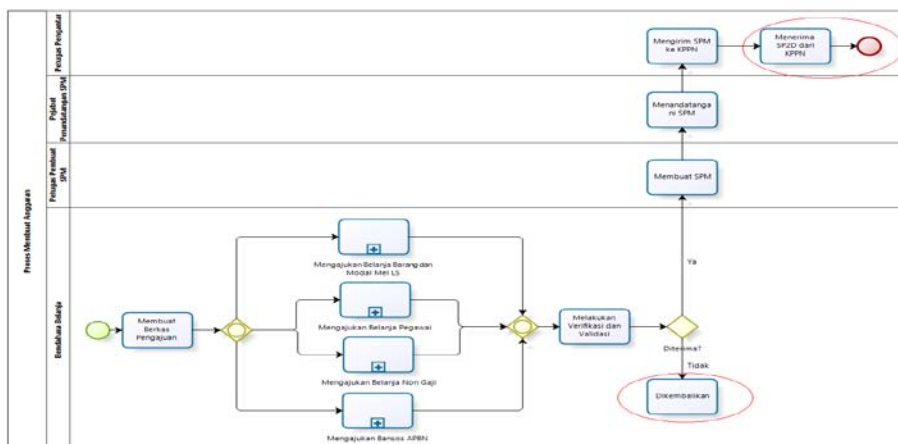 Proses Membuat Anggaran
Petugas Pengantar
Mengirim SPM
ke KPPN
Menerima
SP2D dari
KPPN
Pejabat
Penandatangan SPM
Menandatanga
ni SPM
Petugas Pembuat
SPM
Membuat SPM
Bendahara Belanja
Membuat
Berkas
Pengajuan
Mengajukan Belanja Barang dan
Modal Mel LS
Mengajukan Belanja Pegawai
Mengajukan Belanja Non Gaji
Mengajukan Bansos APBN
Melakukan
Verifikasi dan
Validasi
Diterima?
Ya
Tidak
Dikembalikan